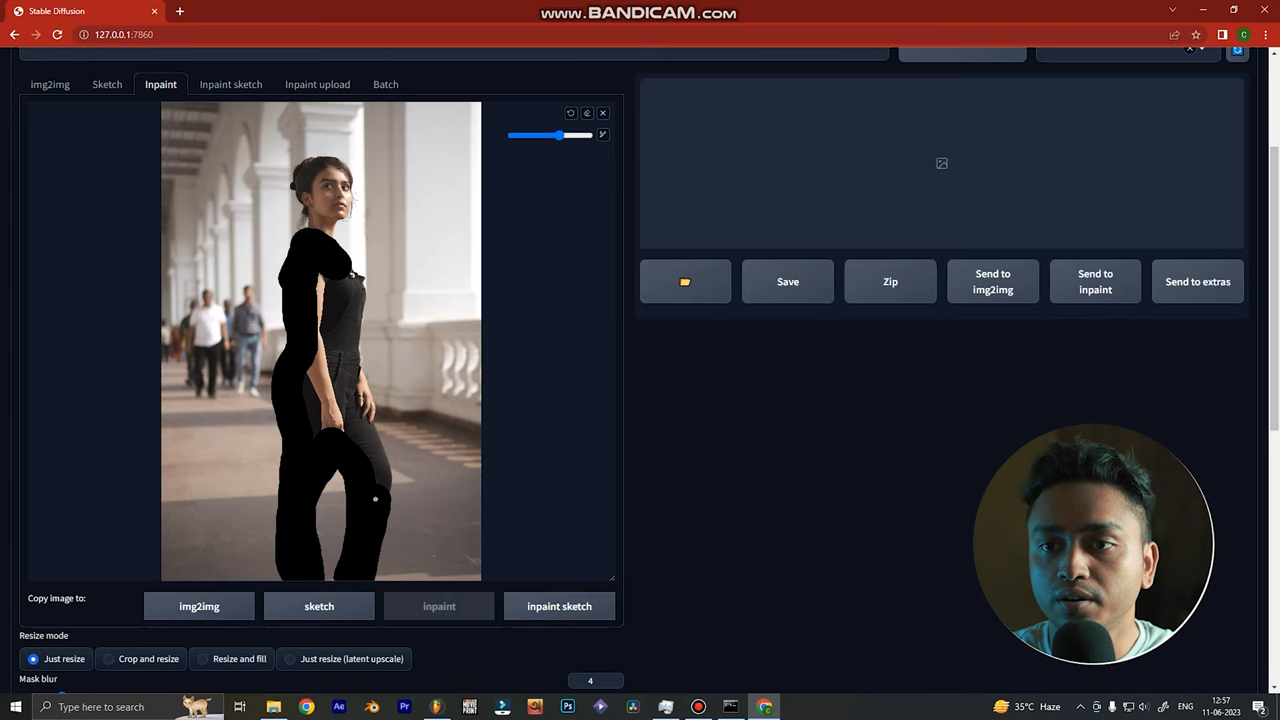 Stable Diffusion
www.BANDICAM.com
127.0.0.1:7860
C
img2img
Sketch
Inpaint
Inpaint sketch
Inpaint upload
Batch
Save
Zip
Send to img2img
Send to inpaint
Send to extras
Copy image to:
img2img
sketch
inpaint
inpaint sketch
Resize mode
Just resize
Crop and resize
Resize and fill
Just resize (latent upscale)
Mask blur
4
Type here to search
Ae
Pr
Ps
35°C Haze
ENG
12:57
11-06-2023